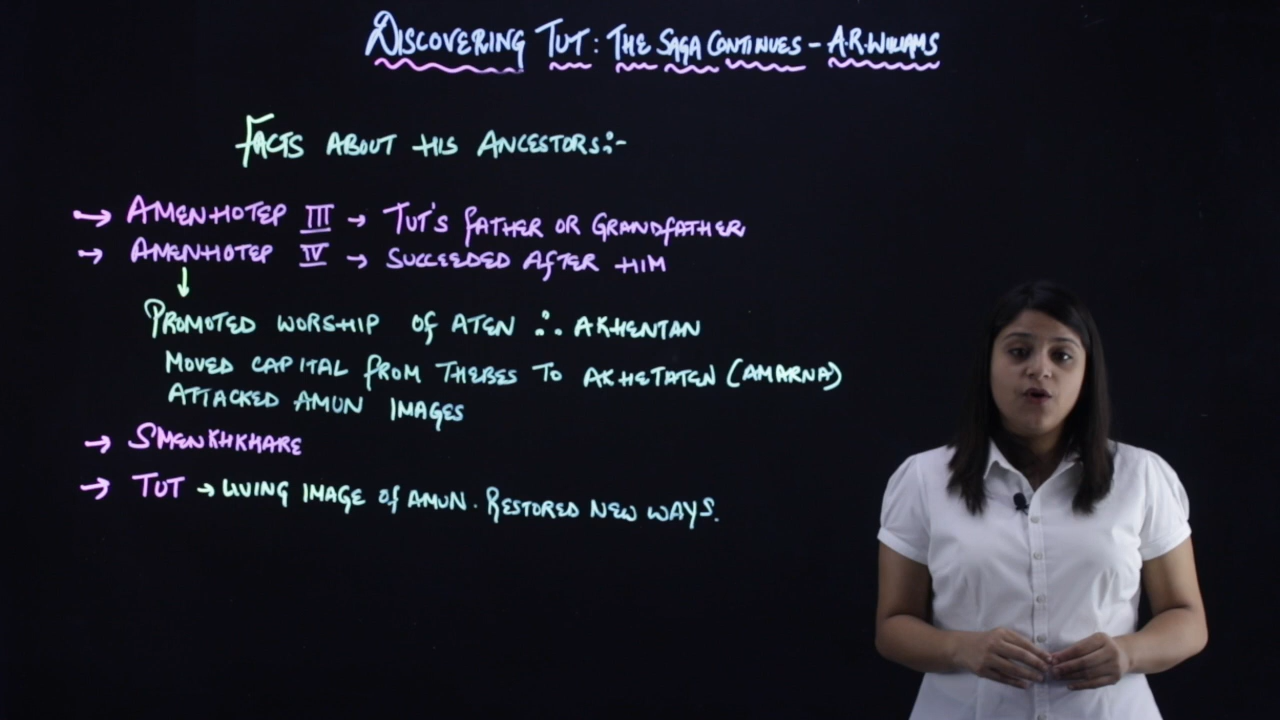 DISCOVERING TUT: THE SAGA CONTINUES - A.R. WILLIAMS
FACTS ABOUT HIS ANCESTORS:-
→ AMENHOTEP III → TUT'S FATHER OR GRANDFATHER
→ AMENHOTEP IV → SUCCEEDED AFTER HIM
↓
PROMOTED WORSHIP OF ATEN ∴ AKHENTAN
MOVED CAPITAL FROM THEBES TO AKHETATEN (AMARNA)
ATTACKED AMUN IMAGES
→ SMENKHKHARE
→ TUT → LIVING IMAGE OF AMUN. RESTORED NEW WAYS.